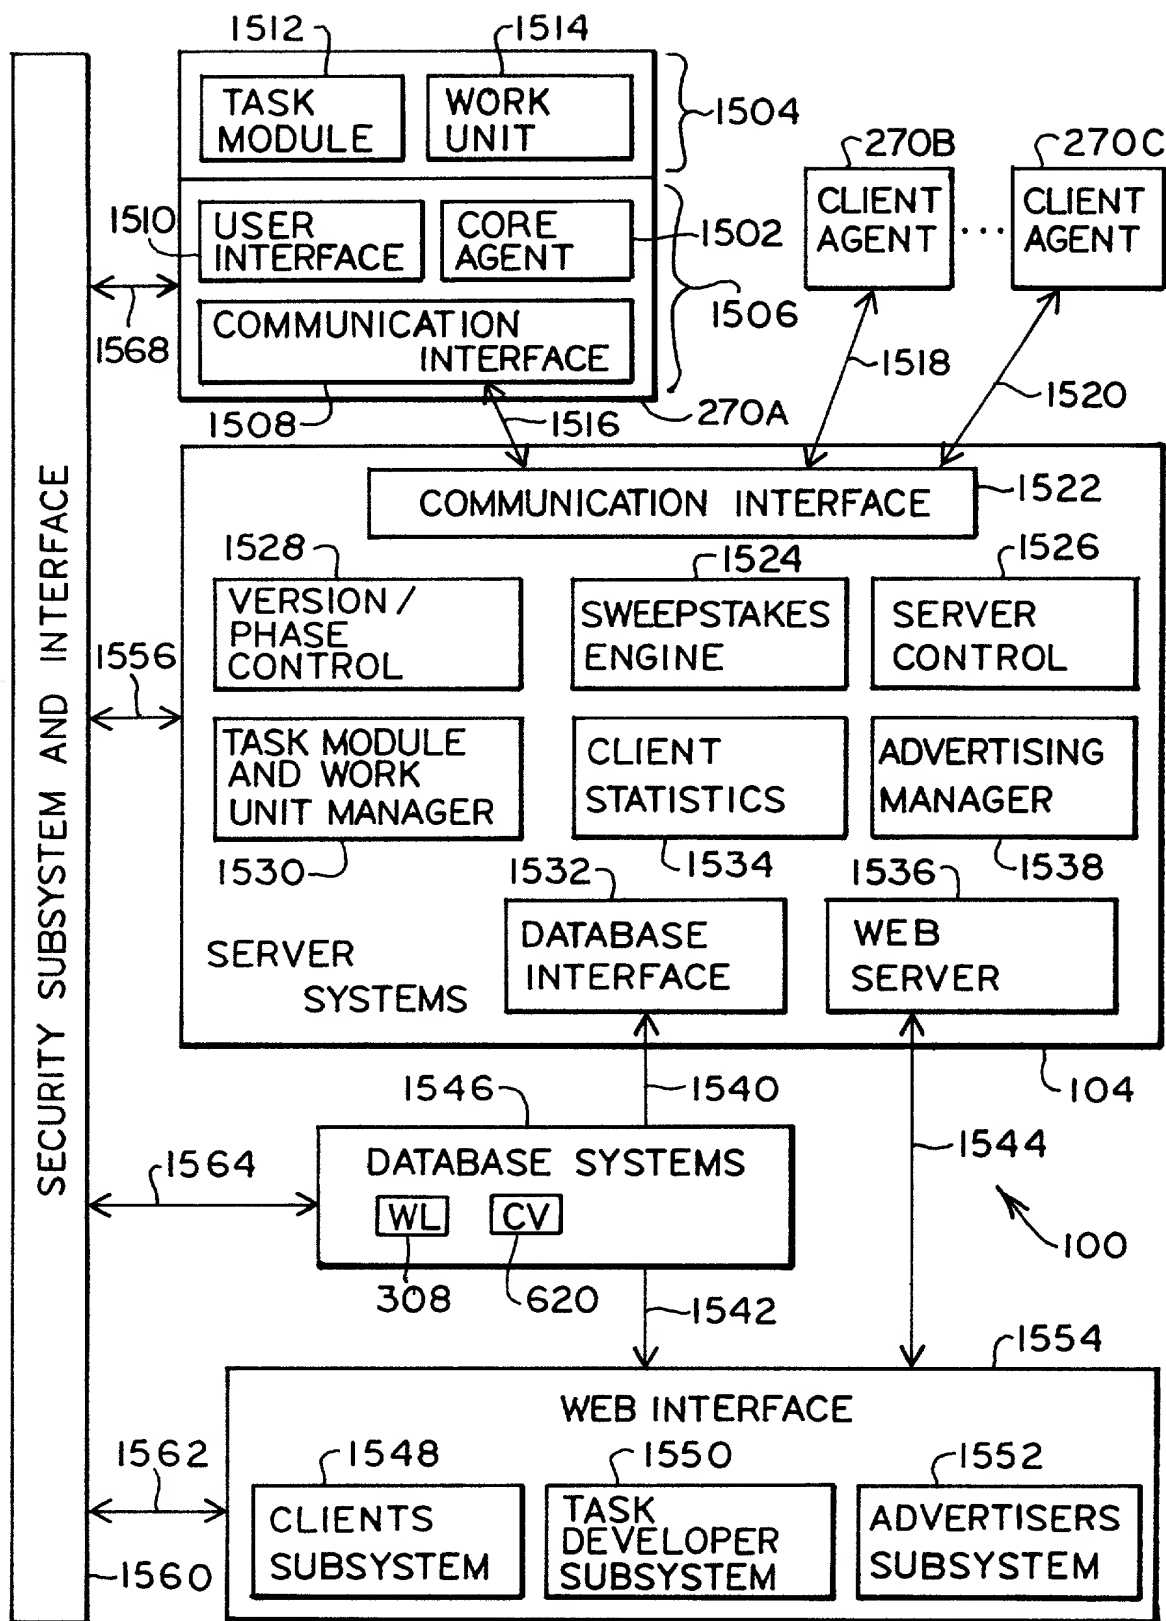 1512
1514
TASK
MODULE
WORK
UNIT
1504
270B
270C
CLIENT
AGENT
...
CLIENT
AGENT
1510
USER
INTERFACE
CORE
AGENT
1502
1506
1568
COMMUNICATION
INTERFACE
1518
1520
1508
1516
270A
SECURITY SUBSYSTEM AND INTERFACE
COMMUNICATION INTERFACE
1522
1528
1524
1526
VERSION/
PHASE
CONTROL
SWEEPSTAKES
ENGINE
SERVER
CONTROL
1556
TASK MODULE
AND WORK
UNIT MANAGER
CLIENT
STATISTICS
ADVERTISING
MANAGER
1530
1532
1534
1536
1538
SERVER
SYSTEMS
DATABASE
INTERFACE
WEB
SERVER
1546
1540
104
1564
DATABASE SYSTEMS
WL
CV
1544
308
620
1542
100
1554
WEB INTERFACE
1562
1548
1550
1552
CLIENTS
SUBSYSTEM
TASK
DEVELOPER
SUBSYSTEM
ADVERTISERS
SUBSYSTEM
1560